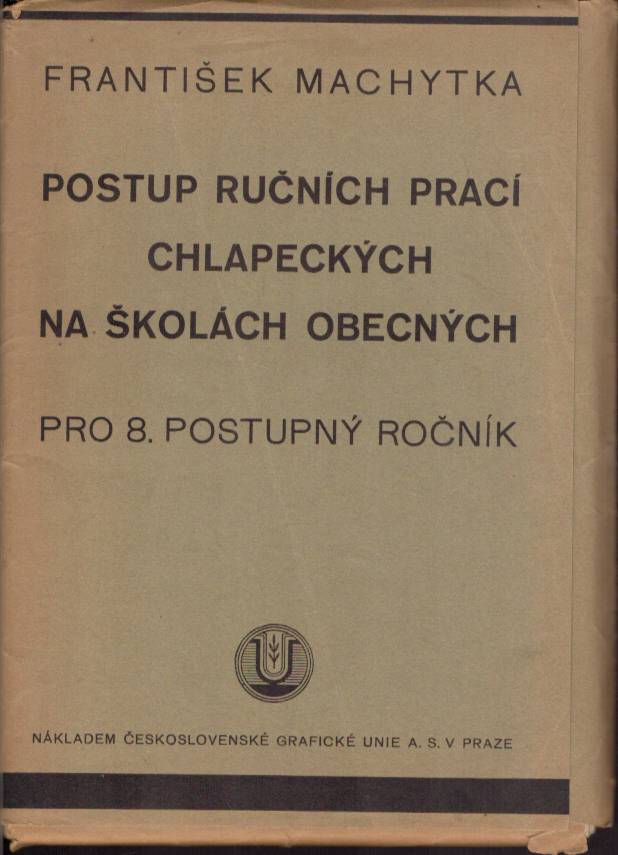 FRANTIŠEK MACHYTKA
POSTUP RUČNÍCH PRACÍ
CHLAPECKÝCH
NA ŠKOLÁCH OBECNÝCH
PRO 8. POSTUPNÝ ROČNÍK
NÁKLADEM ČESKOSLOVENSKÉ GRAFICKÉ UNIE A. S. V PRAZE